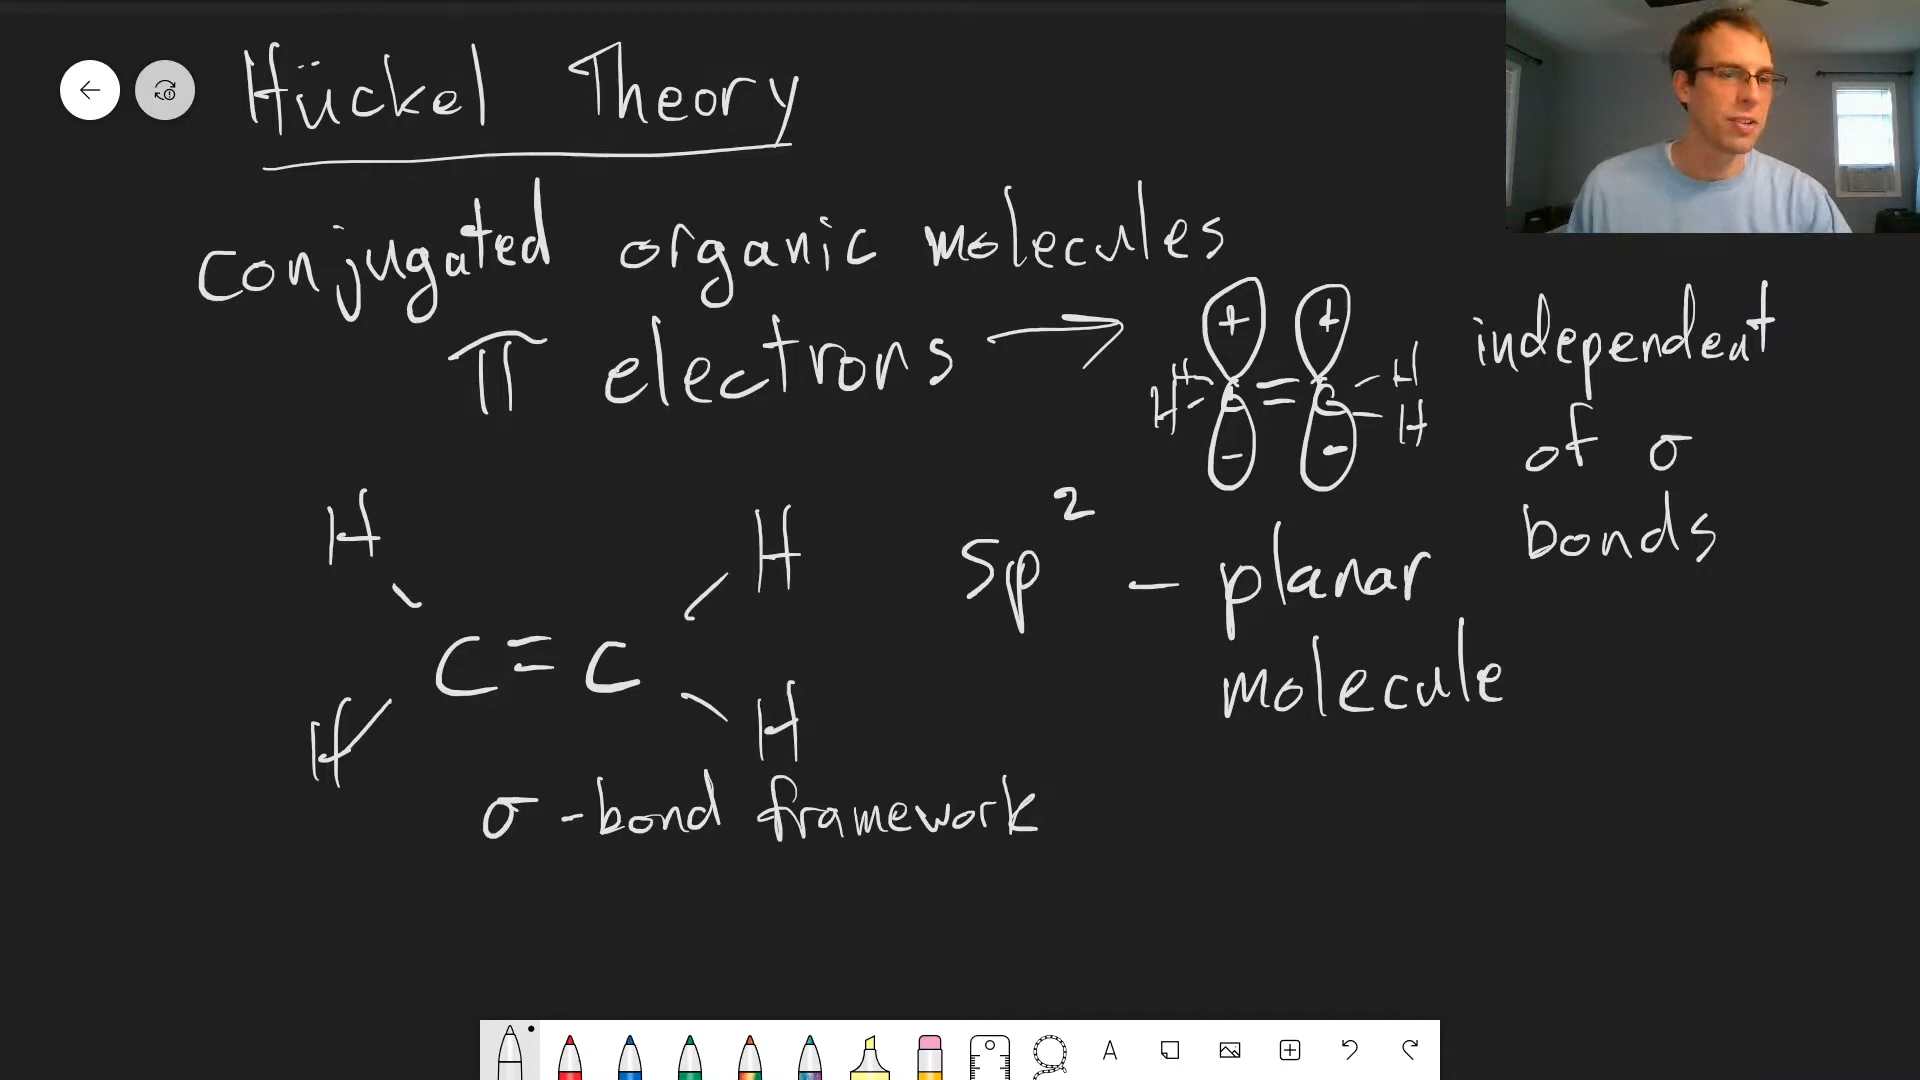 Hückel Theory
conjugated organic molecules
π electrons → 
+ +
H C = C H
H H
- -
independent
of σ
bonds
H H
C = C
H H
sp² - planar
molecule
σ - bond framework
A